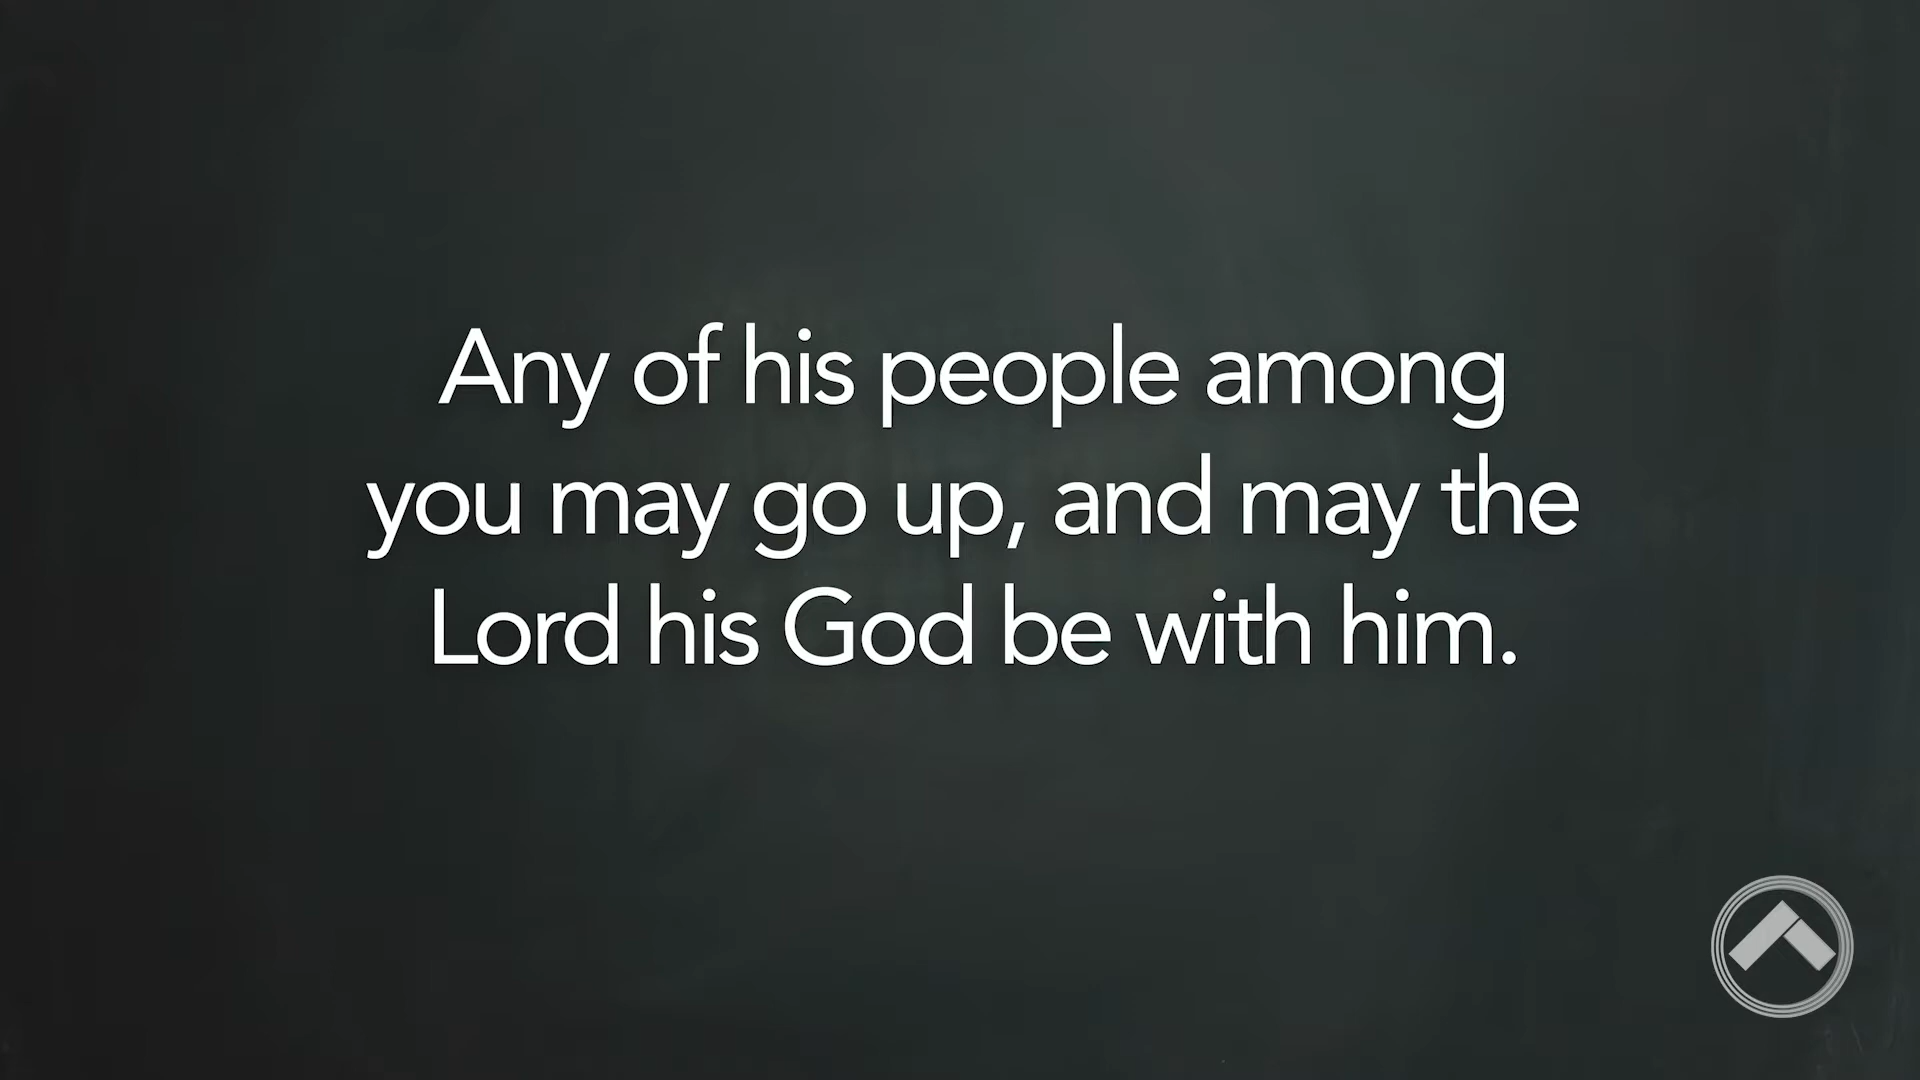 Any of his people among
you may go up, and may the
Lord his God be with him.